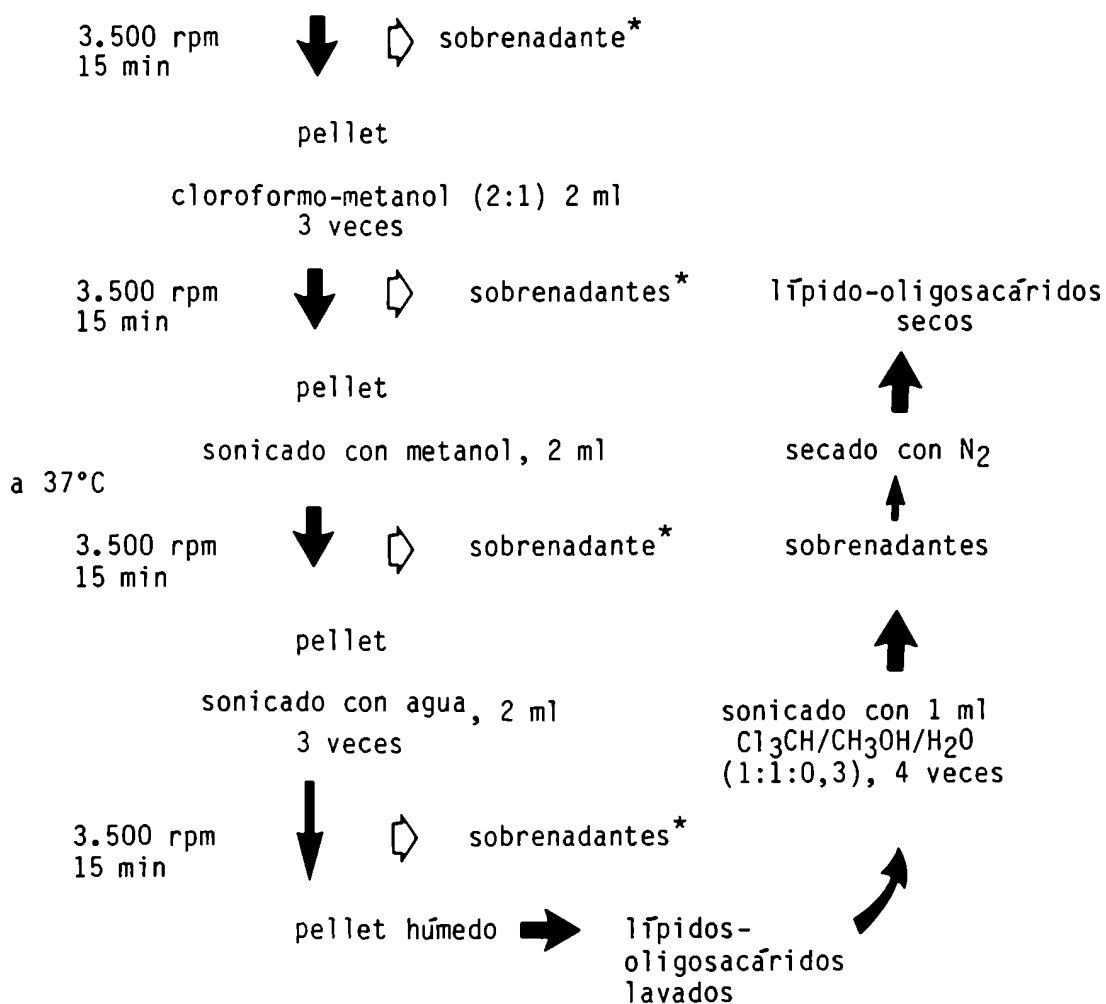 3.500 rpm
15 min
sobrenadante*
pellet
cloroformo-metanol (2:1) 2 ml
3 veces
3.500 rpm
15 min
sobrenadantes*
pellet
sonicado con metanol, 2 ml
a 37°C
3.500 rpm
15 min
sobrenadante*
pellet
sonicado con agua, 2 ml
3 veces
3.500 rpm
15 min
sobrenadantes*
pellet húmedo
lípidos-
oligosacáridos
lavados
sonicado con 1 ml
Cl3CH/CH3OH/H2O
(1:1:0,3), 4 veces
sobrenadantes
secado con N2
lípido-oligosacáridos
secos